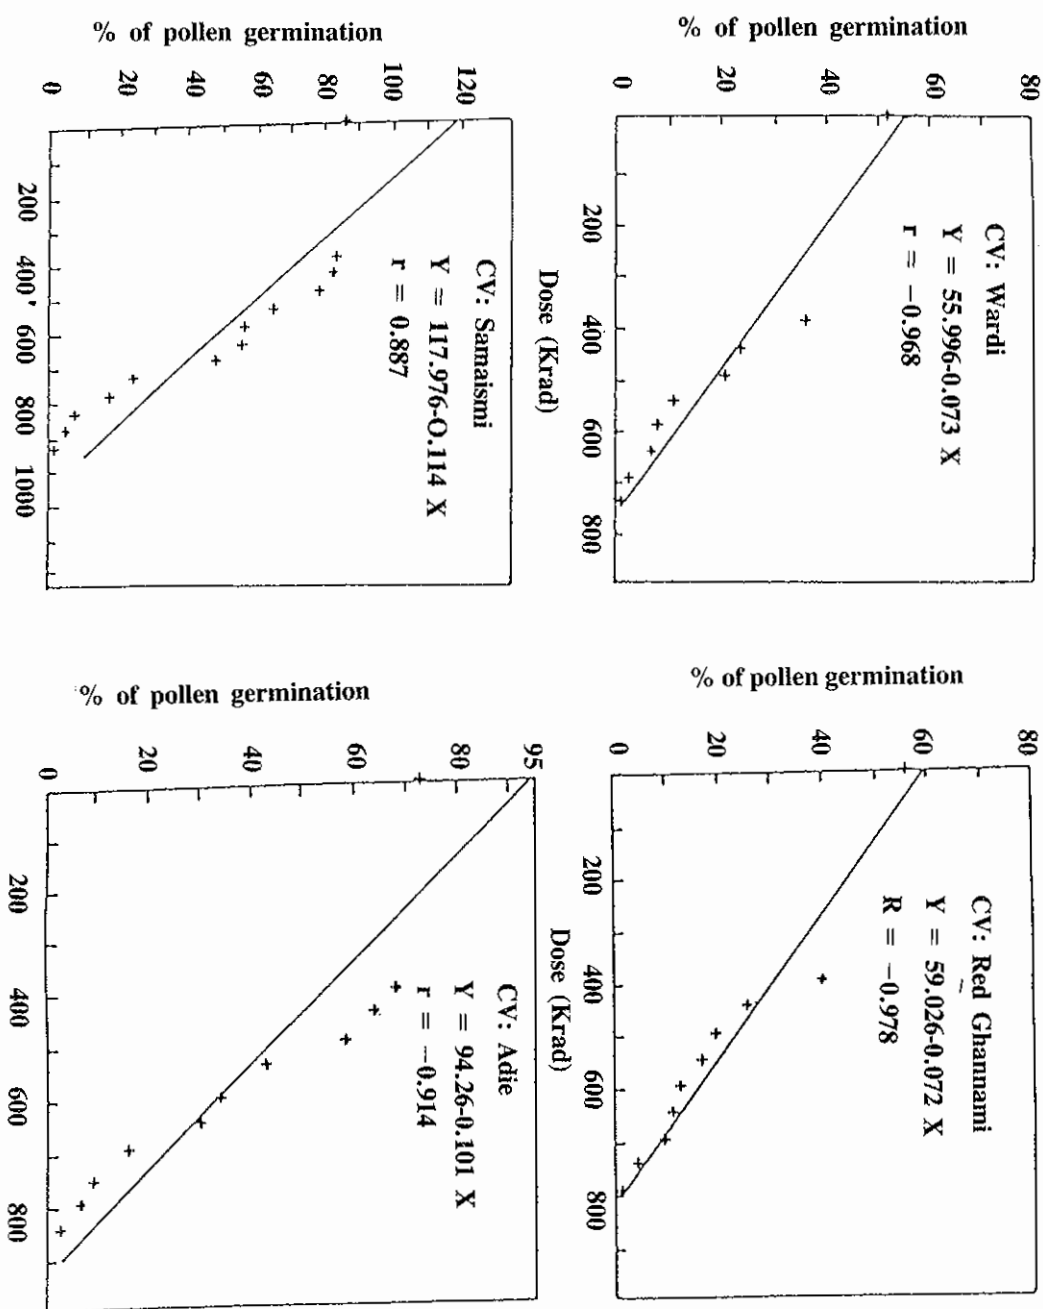 % of pollen germination
80
60
40
20
0
CV: Wardi
Y = 55.996-0.073 X
r = -0.968
200
400
600
800
Dose (Krad)
% of pollen germination
80
60
40
20
0
CV: Red Ghannami
Y = 59.026-0.072 X
R = -0.978
200
400
600
800
% of pollen germination
120
100
80
60
40
20
0
CV: Samaismi
Y = 117.976-O.114 X
r = 0.887
200
400'
600
800
1000
% of pollen germination
95
80
60
40
20
0
Dose (Krad)
CV: Adie
Y = 94.26-0.101 X
r = -0.914
200
400
600
800